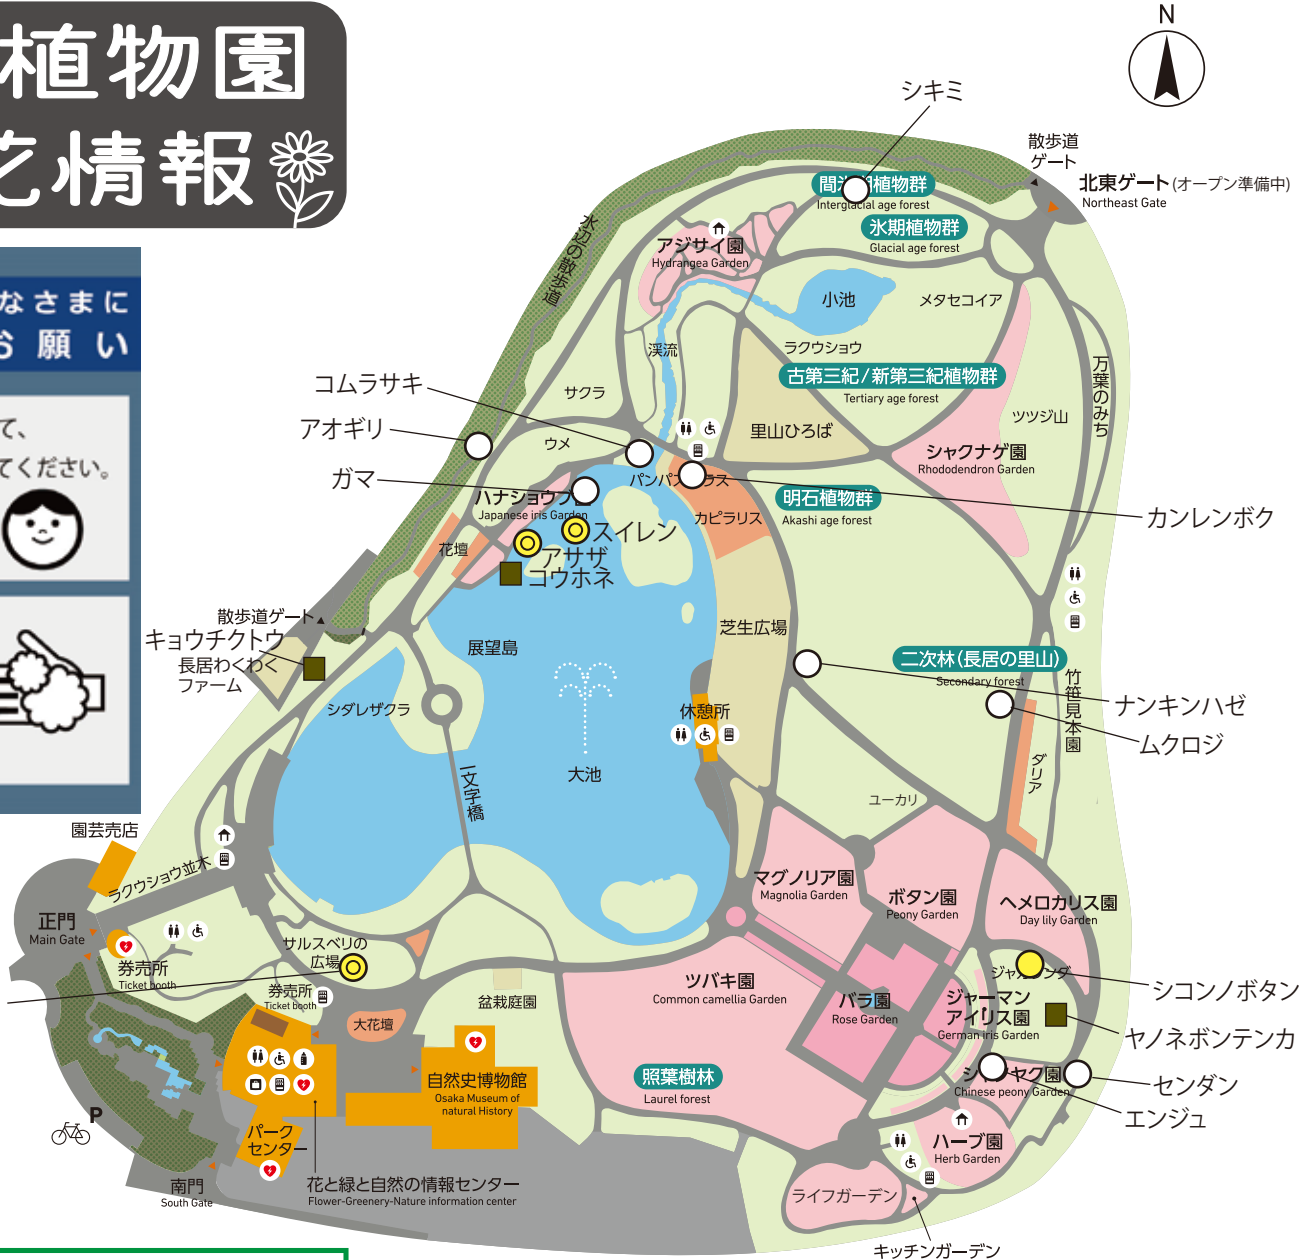 植物園
花情報
なさまに
お願い
て、
てください。
N
シキミ
散歩道
ゲート
北東ゲート(オープン準備中)
Northeast Gate
植物群
Interglacial age forest
氷期植物群
Glacial age forest
水辺の散歩道
アジサイ園
Hydrangea Garden
小池
メタセコイア
渓流
ラクウショウ
古第三紀/新第三紀植物群
Tertiary age forest
万葉のみち
コムラサキ
サクラ
ツツジ山
アオギリ
ウメ
里山ひろば
シャクナゲ園
Rhododendron Garden
ガマ
ハナショウブ
Japanese iris Garden
パンパ
ラス
明石植物群
Akashi age forest
カピラリス
カンレンボク
スイレン
アサザ
コウホネ
花壇
散歩道ゲート
キョウチクトウ
長居わくわく
ファーム
展望島
芝生広場
二次林(長居の里山)
Secondary forest
竹笹見本園
シダレザクラ
休憩所
ナンキンハゼ
ムクロジ
大池
一文字橋
ダリア
ユーカリ
園芸売店
ラクウショウ並木
マグノリア園
Magnolia Garden
ボタン園
Peony Garden
ヘメロカリス園
Day lily Garden
正門
Main Gate
券売所
Ticket booth
サルスベリの
広場
券売所
Ticket booth
盆栽庭園
大花壇
ツバキ園
Common camellia Garden
バラ園
Rose Garden
ジャ
ンダ
ジャーマン
アイリス園
German iris Garden
シコンノボタン
ヤノネボンテンカ
自然史博物館
Osaka Museum of
natural History
照葉樹林
Laurel forest
シ
ヤク園
Chinese peony Garden
センダン
エンジュ
P
パーク
センター
ハーブ園
Herb Garden
南門
South Gate
花と緑と自然の情報センター
Flower-Greenery-Nature information center
ライフガーデン
キッチンガーデン